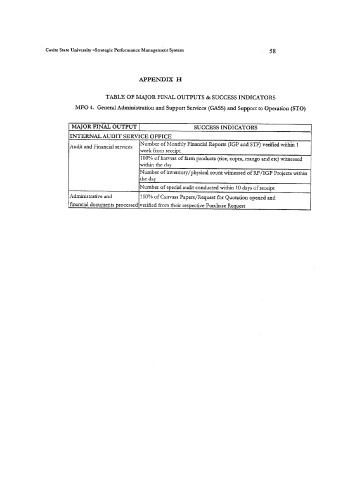 Cavite State University -Strategic Performance Management System 58
APPENDIX H
TABLE OF MAJOR FINAL OUTPUTS & SUCCESS INDICATORS
MFO 4. General Administration and Support Services (GASS) and Support to Operation (STO)
MAJOR FINAL OUTPUT SUCCESS INDICATORS
INTERNAL AUDIT SERVICE OFFICE
Audit and Financial services Number of Monthly Financial Reports (IGP and STF) verified within 1
week from receipt
100% of harvest of farm products (rice, copra, mango and etc) witnessed
within the day
Number of inventory/physical count witnessed of RF/IGP Projects within
the day
Number of special audit conducted within 10 days of receipt
Administrative and 100% of Canvass Papers/Request for Quotation opened and
financial documents processed verified from their respective Purchase Request